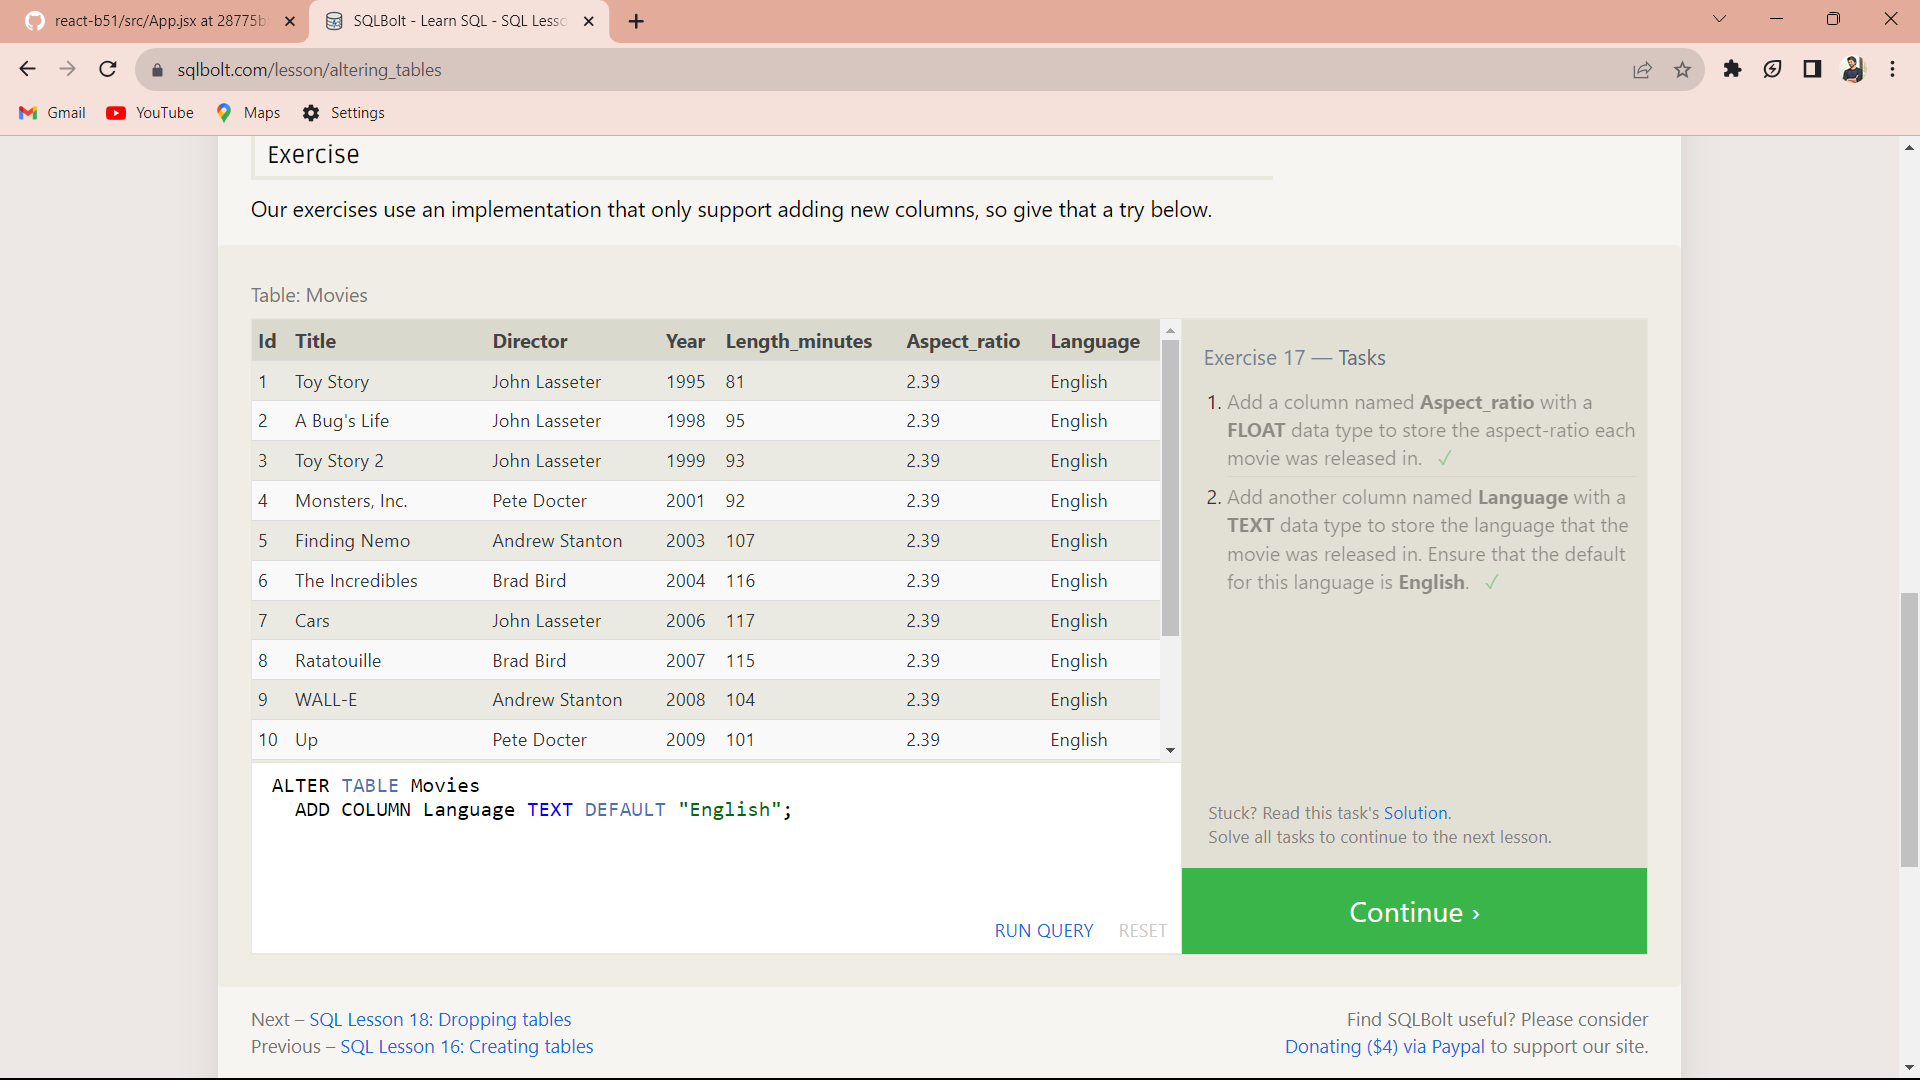 react-b51/src/App.jsx at 28775b
SQLBolt - Learn SQL - SQL Lesso
sqlbolt.com/lesson/altering_tables
Gmail
YouTube
Maps
Settings
Exercise
Our exercises use an implementation that only support adding new columns, so give that a try below.
Table: Movies
Id Title Director Year Length_minutes Aspect_ratio Language
1 Toy Story John Lasseter 1995 81 2.39 English
2 A Bug's Life John Lasseter 1998 95 2.39 English
3 Toy Story 2 John Lasseter 1999 93 2.39 English
4 Monsters, Inc. Pete Docter 2001 92 2.39 English
5 Finding Nemo Andrew Stanton 2003 107 2.39 English
6 The Incredibles Brad Bird 2004 116 2.39 English
7 Cars John Lasseter 2006 117 2.39 English
8 Ratatouille Brad Bird 2007 115 2.39 English
9 WALL-E Andrew Stanton 2008 104 2.39 English
10 Up Pete Docter 2009 101 2.39 English
ALTER TABLE Movies
ADD COLUMN Language TEXT DEFAULT "English";
RUN QUERY RESET
Exercise 17 — Tasks
1. Add a column named Aspect_ratio with a
FLOAT data type to store the aspect-ratio each
movie was released in. ✓
2. Add another column named Language with a
TEXT data type to store the language that the
movie was released in. Ensure that the default
for this language is English. ✓
Stuck? Read this task's Solution.
Solve all tasks to continue to the next lesson.
Continue ›
Next – SQL Lesson 18: Dropping tables
Previous – SQL Lesson 16: Creating tables
Find SQLBolt useful? Please consider
Donating ($4) via Paypal to support our site.